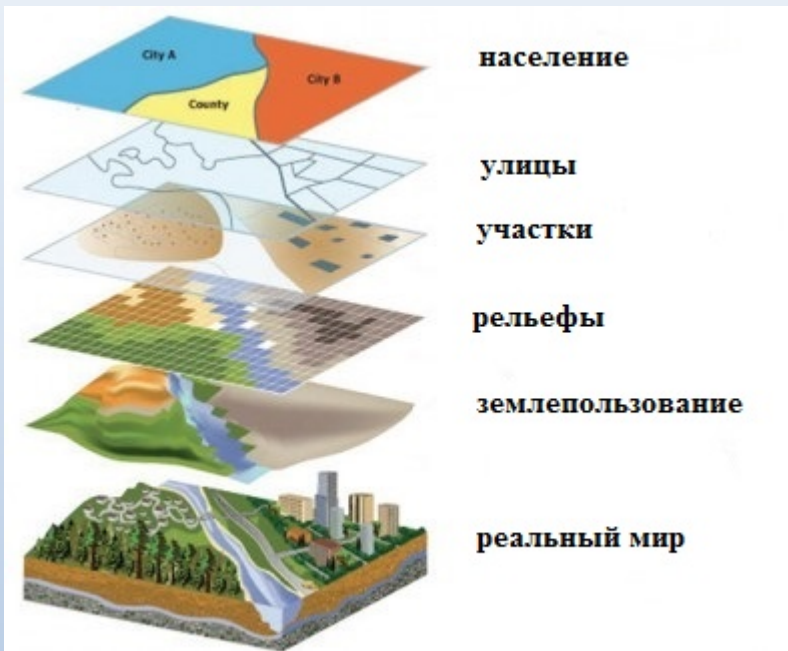 City A
City B
County
население
улицы
участки
рельефы
землепользование
реальный мир